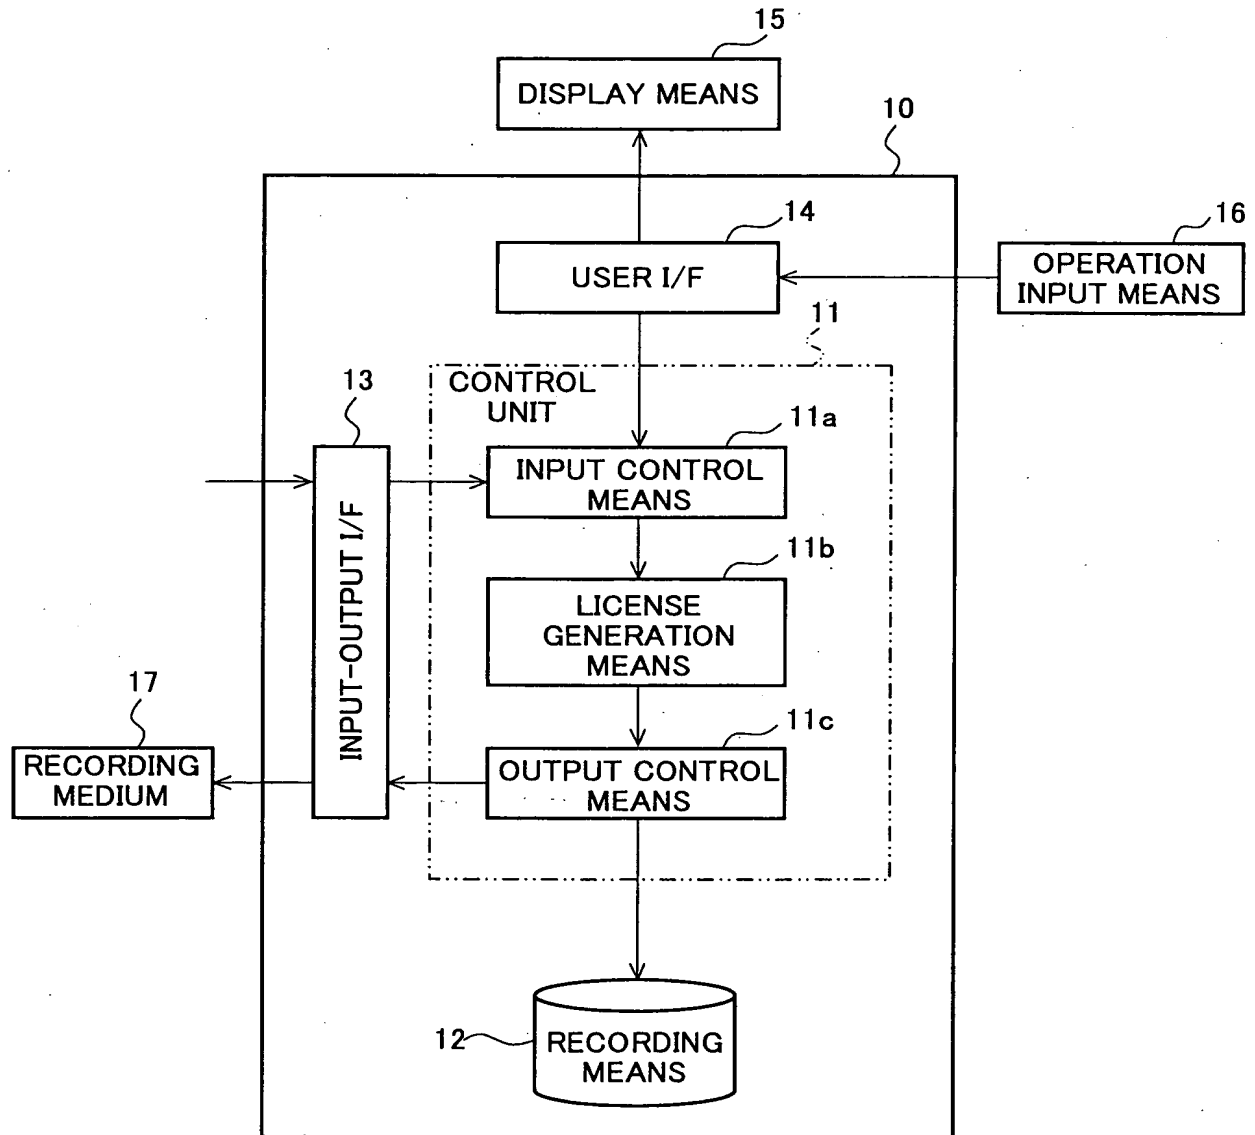 15
DISPLAY MEANS
10
14
USER I/F
16
OPERATION
INPUT MEANS
11
CONTROL
UNIT
13
INPUT-OUTPUT I/F
11a
INPUT CONTROL
MEANS
11b
LICENSE
GENERATION
MEANS
17
RECORDING
MEDIUM
11c
OUTPUT CONTROL
MEANS
12
RECORDING
MEANS